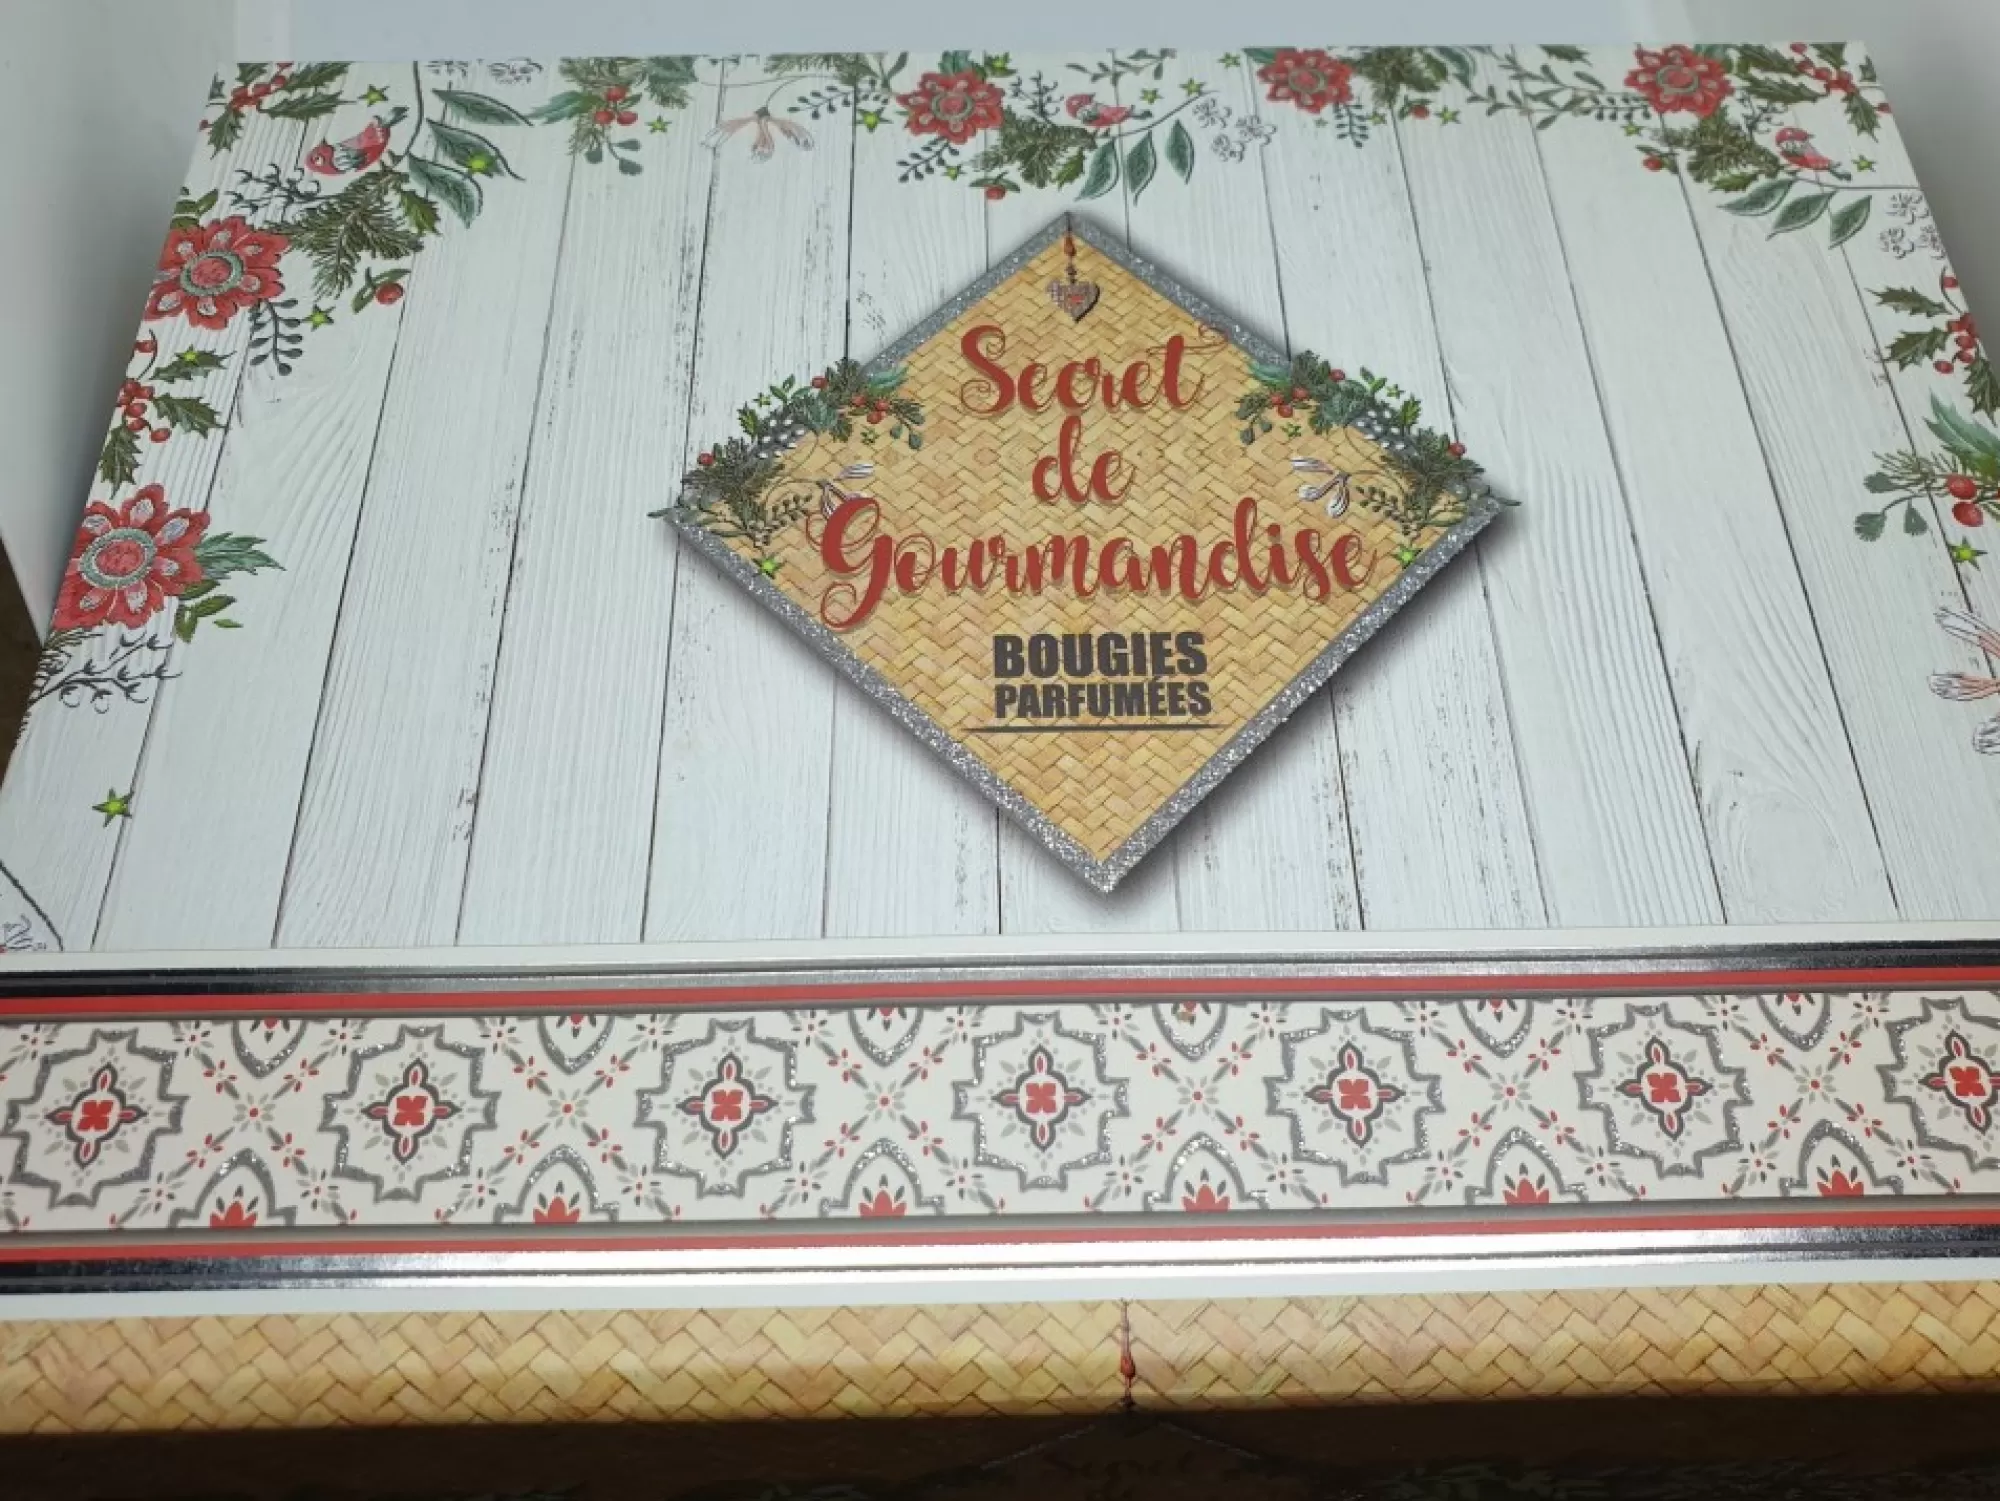 Secret
de
Gourmandise
BOUGIES
PARFUMÉES